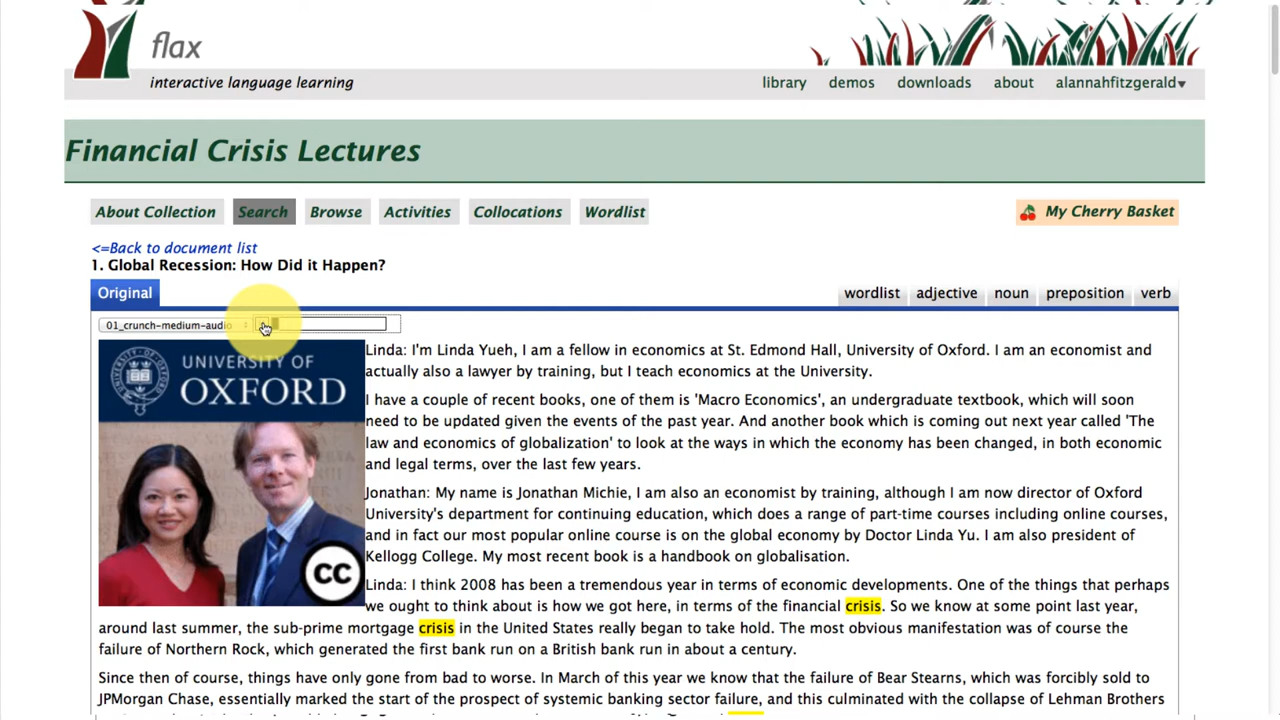 flax
interactive language learning
library demos downloads about alannahfitzgerald▾
Financial Crisis Lectures
About Collection Search Browse Activities Collocations Wordlist My Cherry Basket
<=Back to document list
1. Global Recession: How Did it Happen?
Original wordlist adjective noun preposition verb
01_crunch-medium-audio
UNIVERSITY OF
OXFORD
cc
Linda: I'm Linda Yueh, I am a fellow in economics at St. Edmond Hall, University of Oxford. I am an economist and
actually also a lawyer by training, but I teach economics at the University.
I have a couple of recent books, one of them is 'Macro Economics', an undergraduate textbook, which will soon
need to be updated given the events of the past year. And another book which is coming out next year called 'The
law and economics of globalization' to look at the ways in which the economy has been changed, in both economic
and legal terms, over the last few years.
Jonathan: My name is Jonathan Michie, I am also an economist by training, although I am now director of Oxford
University's department for continuing education, which does a range of part-time courses including online courses,
and in fact our most popular online course is on the global economy by Doctor Linda Yu. I am also president of
Kellogg College. My most recent book is a handbook on globalisation.
Linda: I think 2008 has been a tremendous year in terms of economic developments. One of the things that perhaps
we ought to think about is how we got here, in terms of the financial crisis. So we know at some point last year,
around last summer, the sub-prime mortgage crisis in the United States really began to take hold. The most obvious manifestation was of course the
failure of Northern Rock, which generated the first bank run on a British bank run in about a century.
Since then of course, things have only gone from bad to worse. In March of this year we know that the failure of Bear Stearns, which was forcibly sold to
JPMorgan Chase, essentially marked the start of the prospect of systemic banking sector failure, and this culminated with the collapse of Lehman Brothers